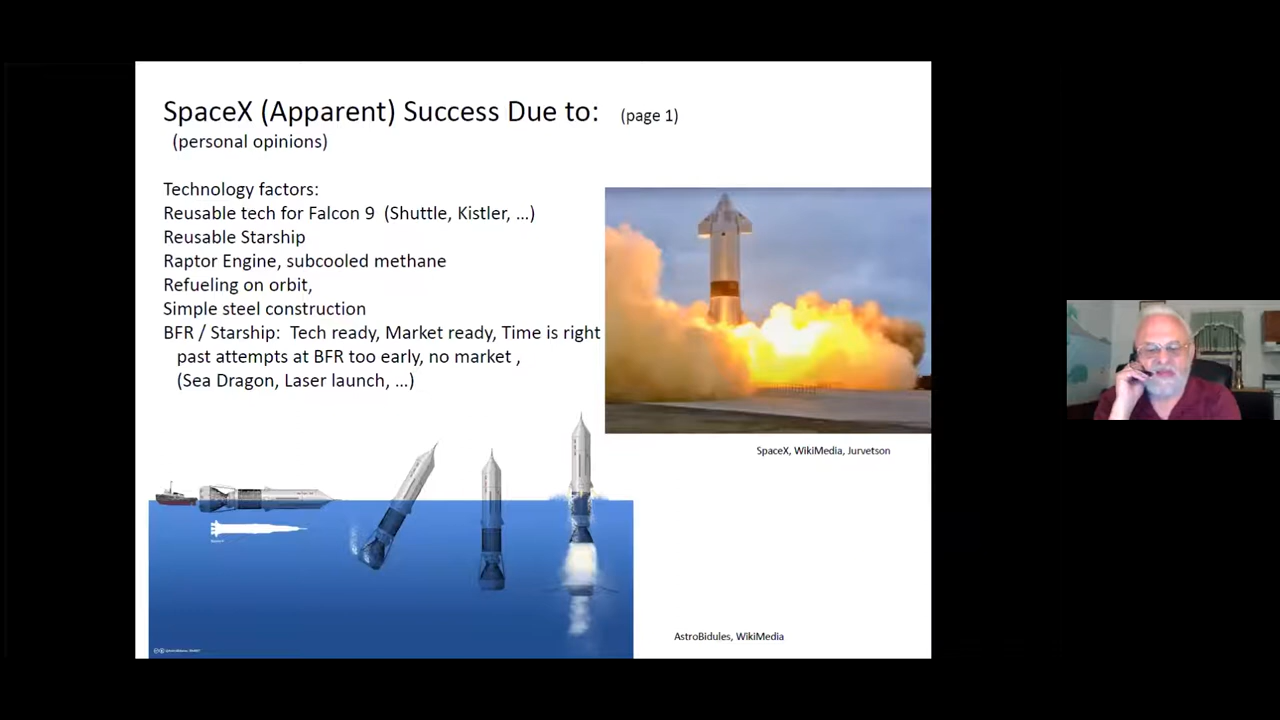 SpaceX (Apparent) Success Due to: (page 1)
(personal opinions)
Technology factors:
Reusable tech for Falcon 9 (Shuttle, Kistler, ...)
Reusable Starship
Raptor Engine, subcooled methane
Refueling on orbit,
Simple steel construction
BFR / Starship: Tech ready, Market ready, Time is right
past attempts at BFR too early, no market ,
(Sea Dragon, Laser launch, ...)
SpaceX, WikiMedia, Jurvetson
AstroBidules, WikiMedia